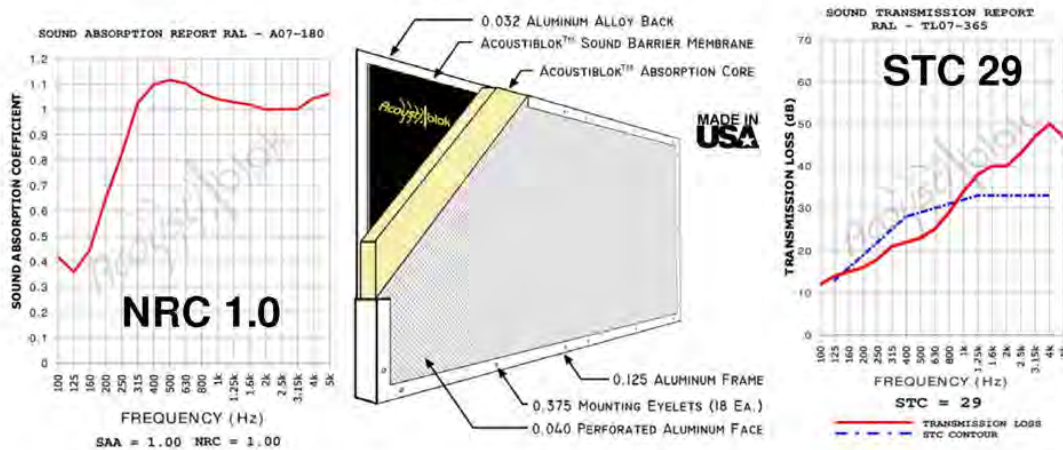 SOUND ABSORPTION REPORT RAL - A07-180
SOUND ABSORPTION COEFFICIENT
1.2
1.1
1
0.9
0.8
0.7
0.6
0.5
0.4
0.3
0.2
0.1
0
Acoustiblok
NRC 1.0
100 125 160 200 250 315 400 500 630 800 1k 1.25k 1.6k 2k 2.5k 3.15k 4k 5k
FREQUENCY (Hz)
SAA = 1.00 NRC = 1.00
0.032 ALUMINUM ALLOY BACK
ACOUSTIBLOK™ SOUND BARRIER MEMBRANE
ACOUSTIBLOK™ ABSORPTION CORE
Acoustiblok
MADE IN
USA
0.125 ALUMINUM FRAME
0.375 MOUNTING EYELETS (18 EA.)
0.040 PERFORATED ALUMINUM FACE
SOUND TRANSMISSION REPORT
RAL - TL07-365
STC 29
TRANSMISSION LOSS (dB)
70
60
50
40
30
20
10
0
Acoustiblok
100 125 160 200 250 315 400 500 630 800 1k 1.25k 1.6k 2k 2.5k 3.15k 4k
FREQUENCY (Hz)
STC = 29
TRANSMISSION LOSS
STC CONTOUR